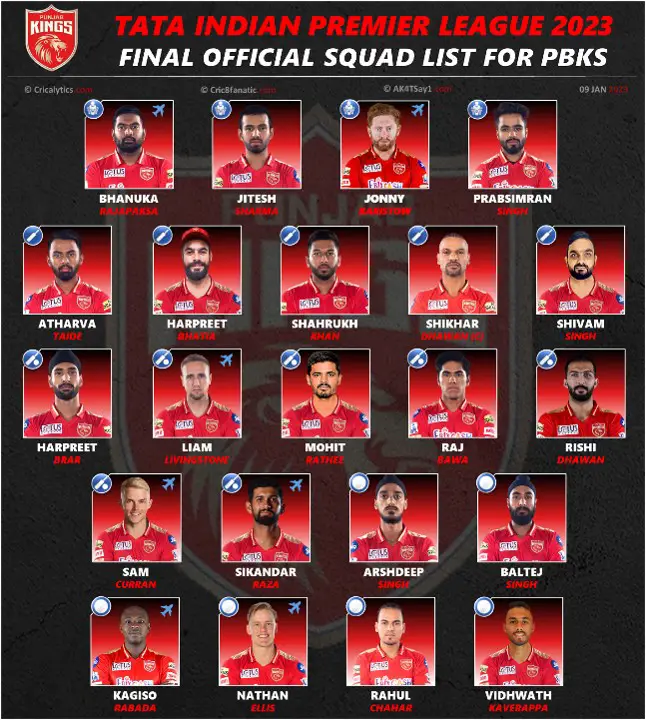 PUNJAB
KINGS
TATA INDIAN PREMIER LEAGUE 2023
FINAL OFFICIAL SQUAD LIST FOR PBKS
© Cricalytics.com © Cric8fanatic.com © AK4TSay1.com 09 JAN 2023
BHANUKA JITESH JONNY PRABSIMRAN
RAJAPAKSA SHARMA BARISTOW SINGH
ATHARVA HARPREET SHAHRUKH SHIKHAR SHIVAM
TAIDE BHATIA KHAN DHAWAN (C) SINGH
HARPREET LIAM MOHIT RAJ RISHI
BRAR LIVINGSTONE RATHEE BAWA DHAWAN
SAM SIKANDAR ARSHDEEP BALTEJ
CURRAN RAZA SINGH SINGH
KAGISO NATHAN RAHUL VIDHWATH
RABADA ELLIS CHAHAR KAVERAPPA